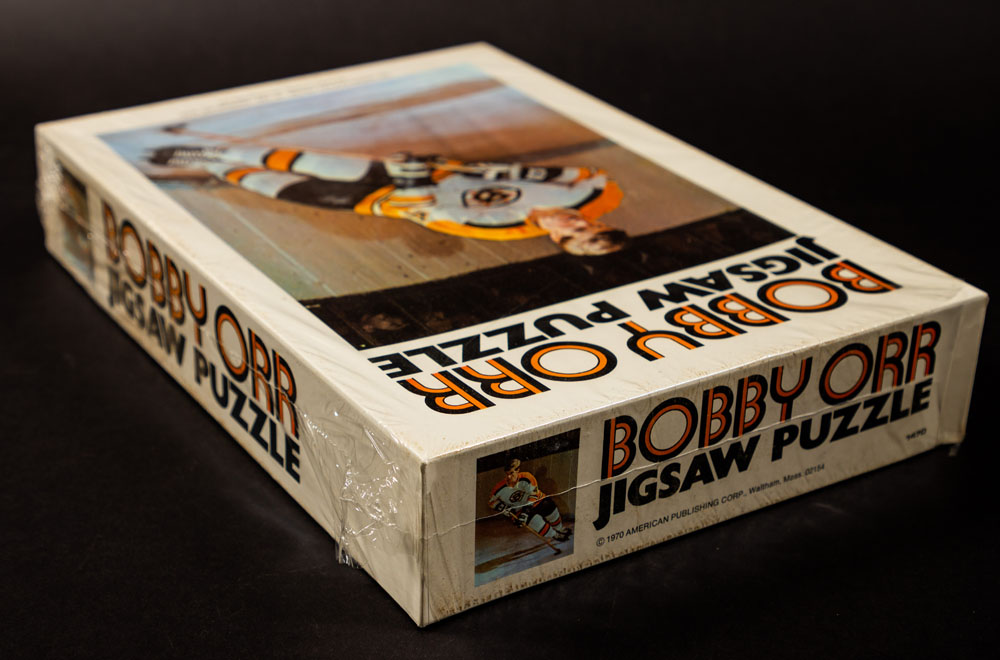 BOBBY ORR
JIGSAW PUZZLE
BOBBY ORR
JIGSAW PUZZLE
BOBBY ORR
JIGSAW PUZZLE
© 1970 AMERICAN PUBLISHING CORP., Waltham, Mass. 02154
1470